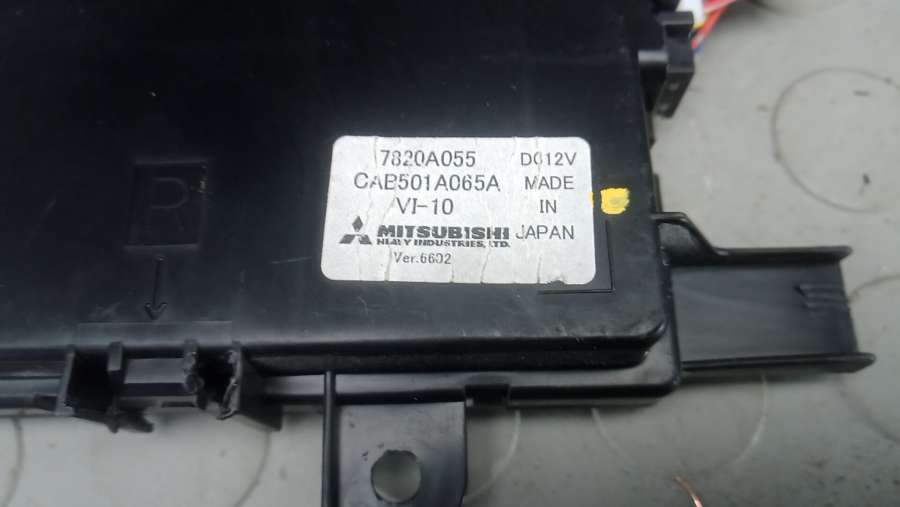 7820A055 DC12V
CAB501A065A MADE
VI-10 IN
MITSUBISHI JAPAN
HEAVY INDUSTRIES, LTD.
Ver.6602
R